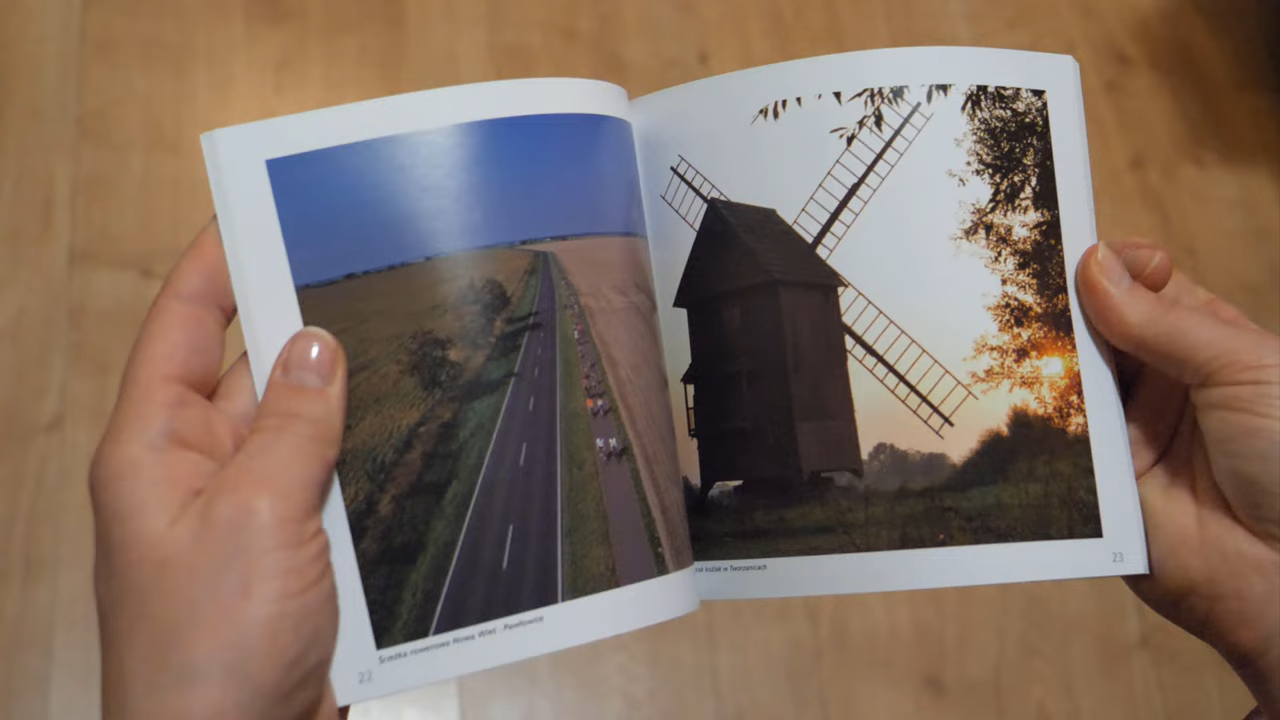 Ścieżka rowerowa Nowa Wieś - Pawłowice
22
koźlak w Tworzanicach
23